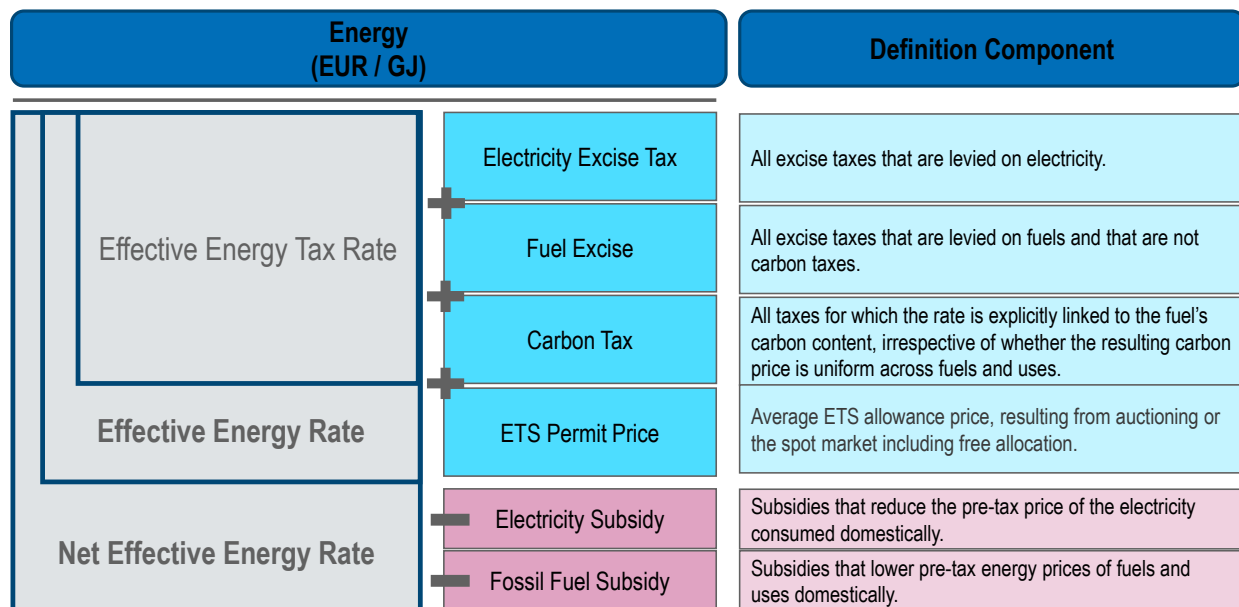 Energy
(EUR / GJ)
Definition Component
Effective Energy Tax Rate
Electricity Excise Tax
All excise taxes that are levied on electricity.
Fuel Excise
All excise taxes that are levied on fuels and that are not
carbon taxes.
Carbon Tax
All taxes for which the rate is explicitly linked to the fuel's
carbon content, irrespective of whether the resulting carbon
price is uniform across fuels and uses.
Effective Energy Rate
ETS Permit Price
Average ETS allowance price, resulting from auctioning or
the spot market including free allocation.
Net Effective Energy Rate
Electricity Subsidy
Subsidies that reduce the pre-tax price of the electricity
consumed domestically.
Fossil Fuel Subsidy
Subsidies that lower pre-tax energy prices of fuels and
uses domestically.